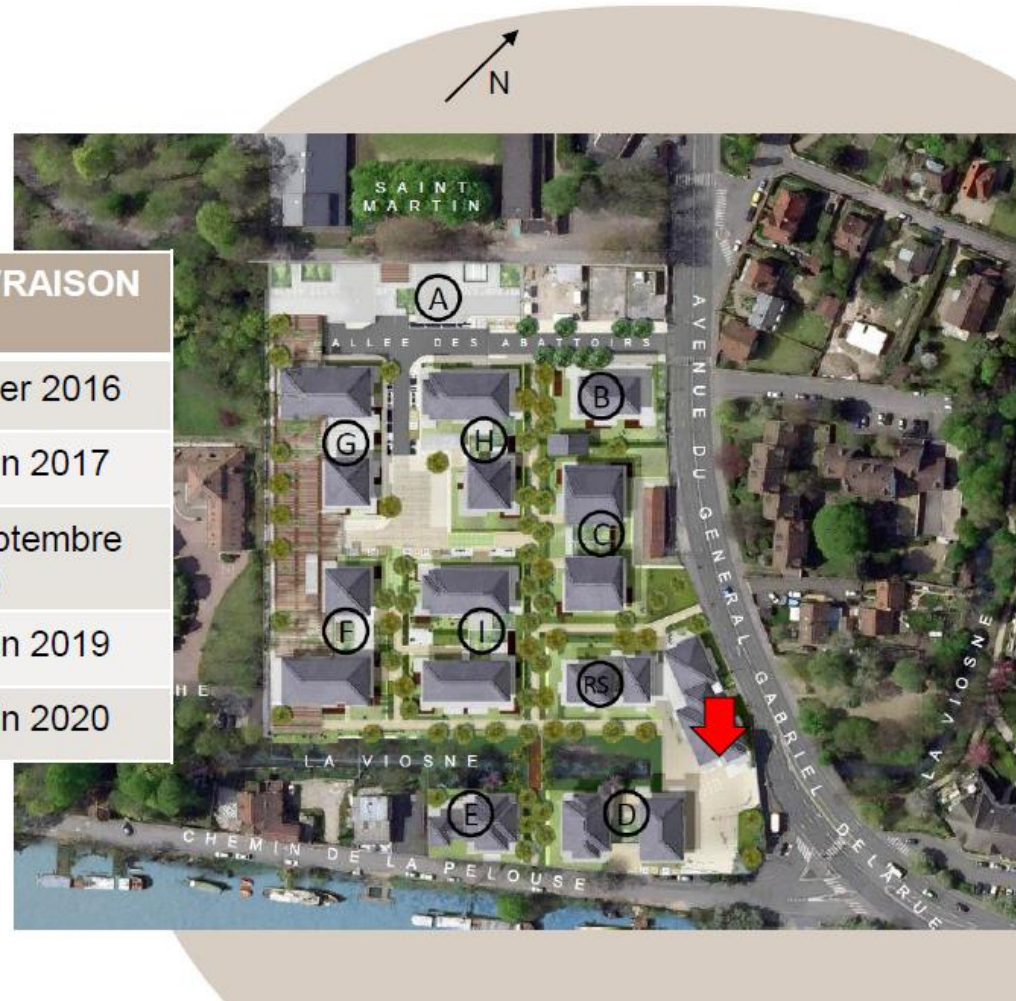 N
SAINT
MARTIN
RAISON
er 2016
n 2017
ptembre
n 2019
n 2020
A
ALLEE DES ABATTOIRS
B
G
H
Ci
F
I
RS
HE
LA VIOSNE
E
D
CHEMIN DE LA PELOUSE
AVENUE DU GENERAL GABRIEL DELARUE
LA VIOSNE